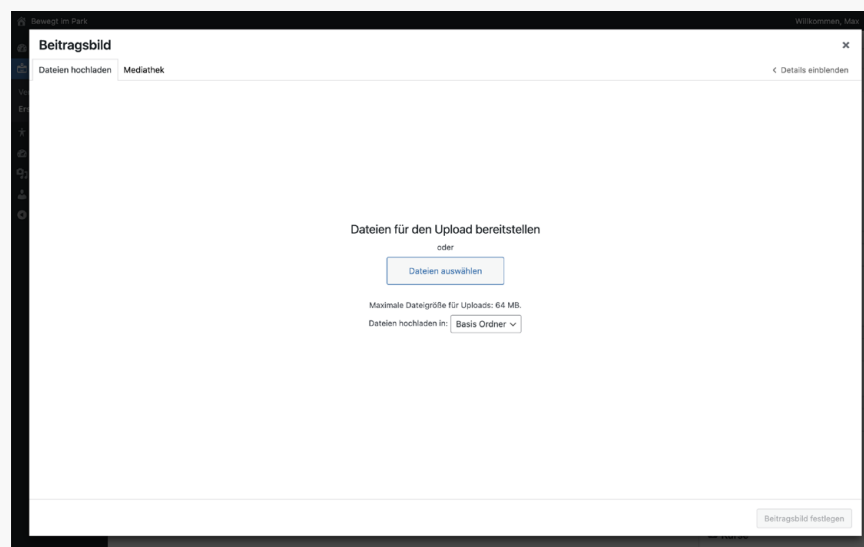 Bewegt im Park
Willkommen, Max
Beitragsbild
Dateien hochladen Mediathek
Details einblenden
Dateien für den Upload bereitstellen
oder
Dateien auswählen
Maximale Dateigröße für Uploads: 64 MB.
Dateien hochladen in: Basis Ordner
Beitragsbild festlegen